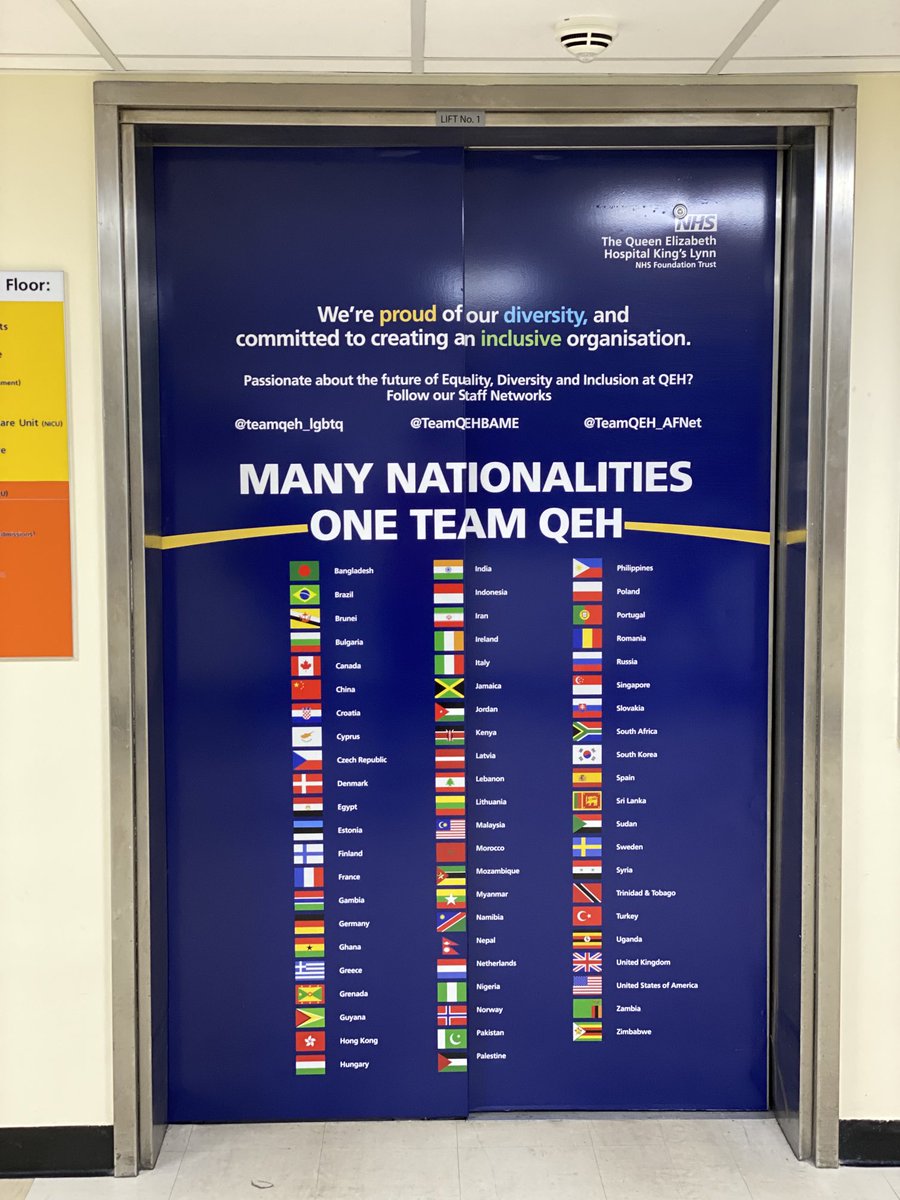 LIFT No. 1
NHS
The Queen Elizabeth
Hospital King's Lynn
NHS Foundation Trust
Floor:
are Unit (NICU)
We're proud of our diversity, and
committed to creating an inclusive organisation.
Passionate about the future of Equality, Diversity and Inclusion at QEH?
Follow our Staff Networks
@teamqeh_lgbtq @TeamQEHBAME @TeamQEH_AFNet
MANY NATIONALITIES
ONE TEAM QEH
Bangladesh
Brazil
Brunei
Bulgaria
Canada
China
Croatia
Cyprus
Czech Republic
Denmark
Egypt
Estonia
Finland
France
Gambia
Germany
Ghana
Greece
Grenada
Guyana
Hong Kong
Hungary
India
Indonesia
Iran
Ireland
Italy
Jamaica
Jordan
Kenya
Latvia
Lebanon
Lithuania
Malaysia
Morocco
Mozambique
Myanmar
Namibia
Nepal
Netherlands
Nigeria
Norway
Pakistan
Palestine
Philippines
Poland
Portugal
Romania
Russia
Singapore
Slovakia
South Africa
South Korea
Spain
Sri Lanka
Sudan
Sweden
Syria
Trinidad & Tobago
Turkey
Uganda
United Kingdom
United States of America
Zambia
Zimbabwe